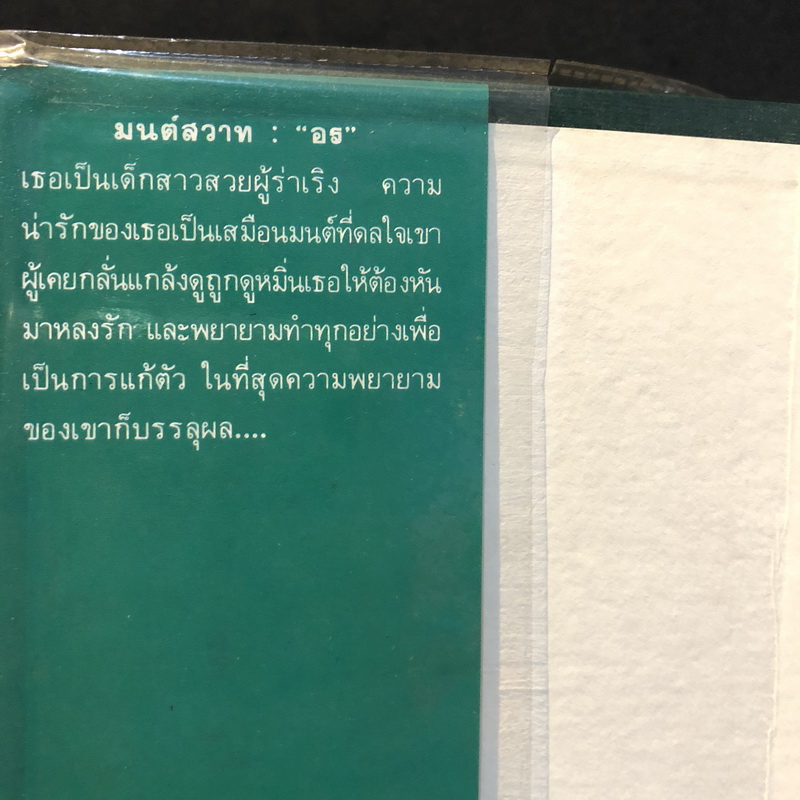 มนต์สวาท : “อร”
เธอเป็นเด็กสาวสวยผู้ร่าเริง ความ
น่ารักของเธอเป็นเสมือนมนต์ที่ดลใจเขา
ผู้เคยกลั่นแกล้งดูถูกดูหมิ่นเธอให้ต้องหัน
มาหลงรัก และพยายามทำทุกอย่างเพื่อ
เป็นการแก้ตัว ในที่สุดความพยายาม
ของเขาก็บรรลุผล....